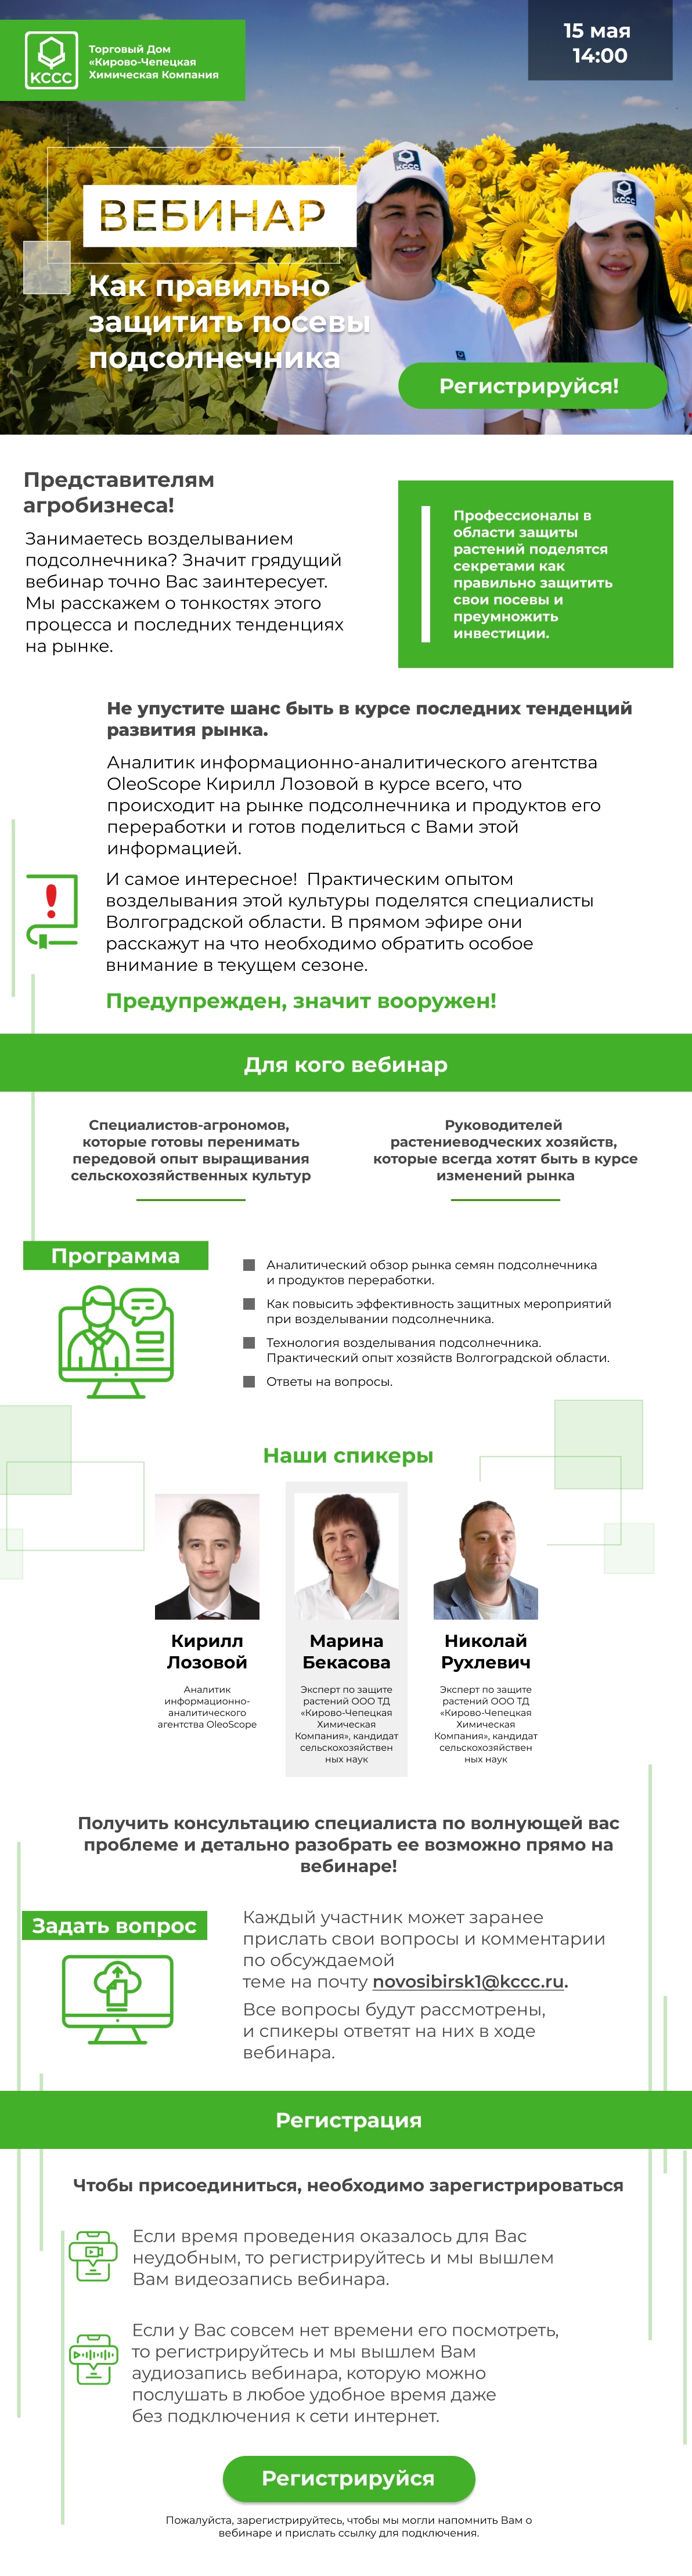 КССС
Торговый Дом
«Кирово-Чепецкая
Химическая Компания
15 мая
14:00
КССС
КССС
ВЕБИНАР
Как правильно
защитить посевы
подсолнечника
Регистрируйся!
Представителям
агробизнеса!
Занимаетесь возделыванием
подсолнечника? Значит грядущий
вебинар точно Вас заинтересует.
Мы расскажем о тонкостях этого
процесса и последних тенденциях
на рынке.
Профессионалы в
области защиты
растений поделятся
секретами как
правильно защитить
свои посевы и
преумножить
инвестиции.
Не упустите шанс быть в курсе последних тенденций
развития рынка.
Аналитик информационно-аналитического агентства
OleoScope Кирилл Лозовой в курсе всего, что
происходит на рынке подсолнечника и продуктов его
переработки и готов поделиться с Вами этой
информацией.
И самое интересное! Практическим опытом
возделывания этой культуры поделятся специалисты
Волгоградской области. В прямом эфире они
расскажут на что необходимо обратить особое
внимание в текущем сезоне.
Предупрежден, значит вооружен!
Для кого вебинар
Специалистов-агрономов,
которые готовы перенимать
передовой опыт выращивания
сельскохозяйственных культур
Руководителей
растениеводческих хозяйств,
которые всегда хотят быть в курсе
изменений рынка
Программа
Аналитический обзор рынка семян подсолнечника
и продуктов переработки.
Как повысить эффективность защитных мероприятий
при возделывании подсолнечника.
Технология возделывания подсолнечника.
Практический опыт хозяйств Волгоградской области.
Ответы на вопросы.
Наши спикеры
Кирилл
Лозовой
Аналитик
информационно-
аналитического
агентства OleoScope
Марина
Бекасова
Эксперт по защите
растений ООО ТД
«Кирово-Чепецкая
Химическая
Компания», кандидат
сельскохозяйствен
ных наук
Николай
Рухлевич
Эксперт по защите
растений ООО ТД
«Кирово-Чепецкая
Химическая
Компания», кандидат
сельскохозяйствен
ных наук
Получить консультацию специалиста по волнующей вас
проблеме и детально разобрать ее возможно прямо на
вебинаре!
Задать вопрос
Каждый участник может заранее
прислать свои вопросы и комментарии
по обсуждаемой
теме на почту novosibirsk1@kccc.ru.
Все вопросы будут рассмотрены,
и спикеры ответят на них в ходе
вебинара.
Регистрация
Чтобы присоединиться, необходимо зарегистрироваться
Если время проведения оказалось для Вас
неудобным, то регистрируйтесь и мы вышлем
Вам видеозапись вебинара.
Если у Вас совсем нет времени его посмотреть,
то регистрируйтесь и мы вышлем Вам
аудиозапись вебинара, которую можно
послушать в любое удобное время даже
без подключения к сети интернет.
Регистрируйся
Пожалуйста, зарегистрируйтесь, чтобы мы могли напомнить Вам о
вебинаре и прислать ссылку для подключения.